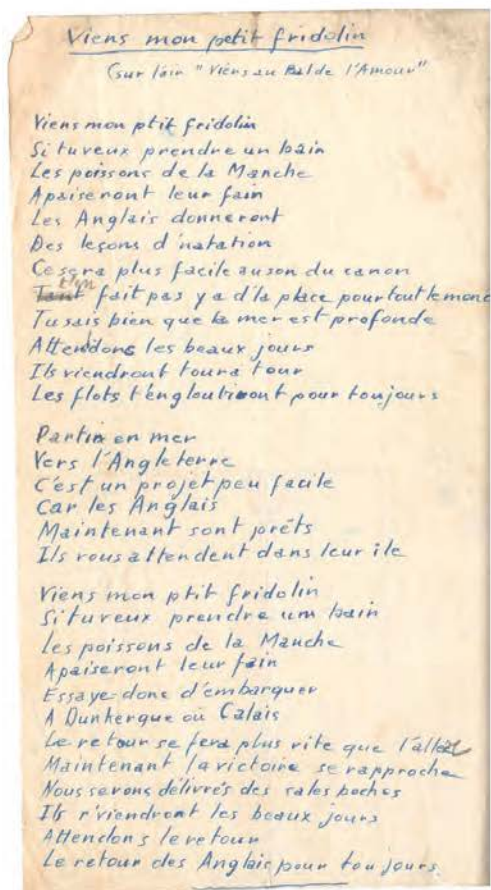 Viens mon petit fridolin
(sur l'air "Viens au Bal de l'Amour"
Viens mon ptit fridolin
Si tu veux prendre un bain
Les poissons de la Manche
Apaiseront leur fain
Les Anglais donneront
Des leçons d'natation
Ce sera plus facile au son du canon
t'en fait pas y a d'la place pour tout le monde
Tu sais bien que la mer est profonde
Attendons les beaux jours
Ils viendront tour a tour
Les flots t'engloutiront pour toujours
Partir en mer
Vers l'Angleterre
C'est un projet peu facile
Car les Anglais
Maintenant sont prêts
Ils vous attendent dans leur île
Viens mon ptit fridolin
Si tu veux prendre un bain
Les poissons de la Manche
Apaiseront leur fain
Essaye donc d'embarquer
A Dunkerque ou Calais
Le retour se fera plus vite que l'aller
Maintenant la victoire se rapproche
Nous serons délivrés des sales boches
Ils r'viendront les beaux jours
Attendons le retour
Le retour des Anglais pour toujours